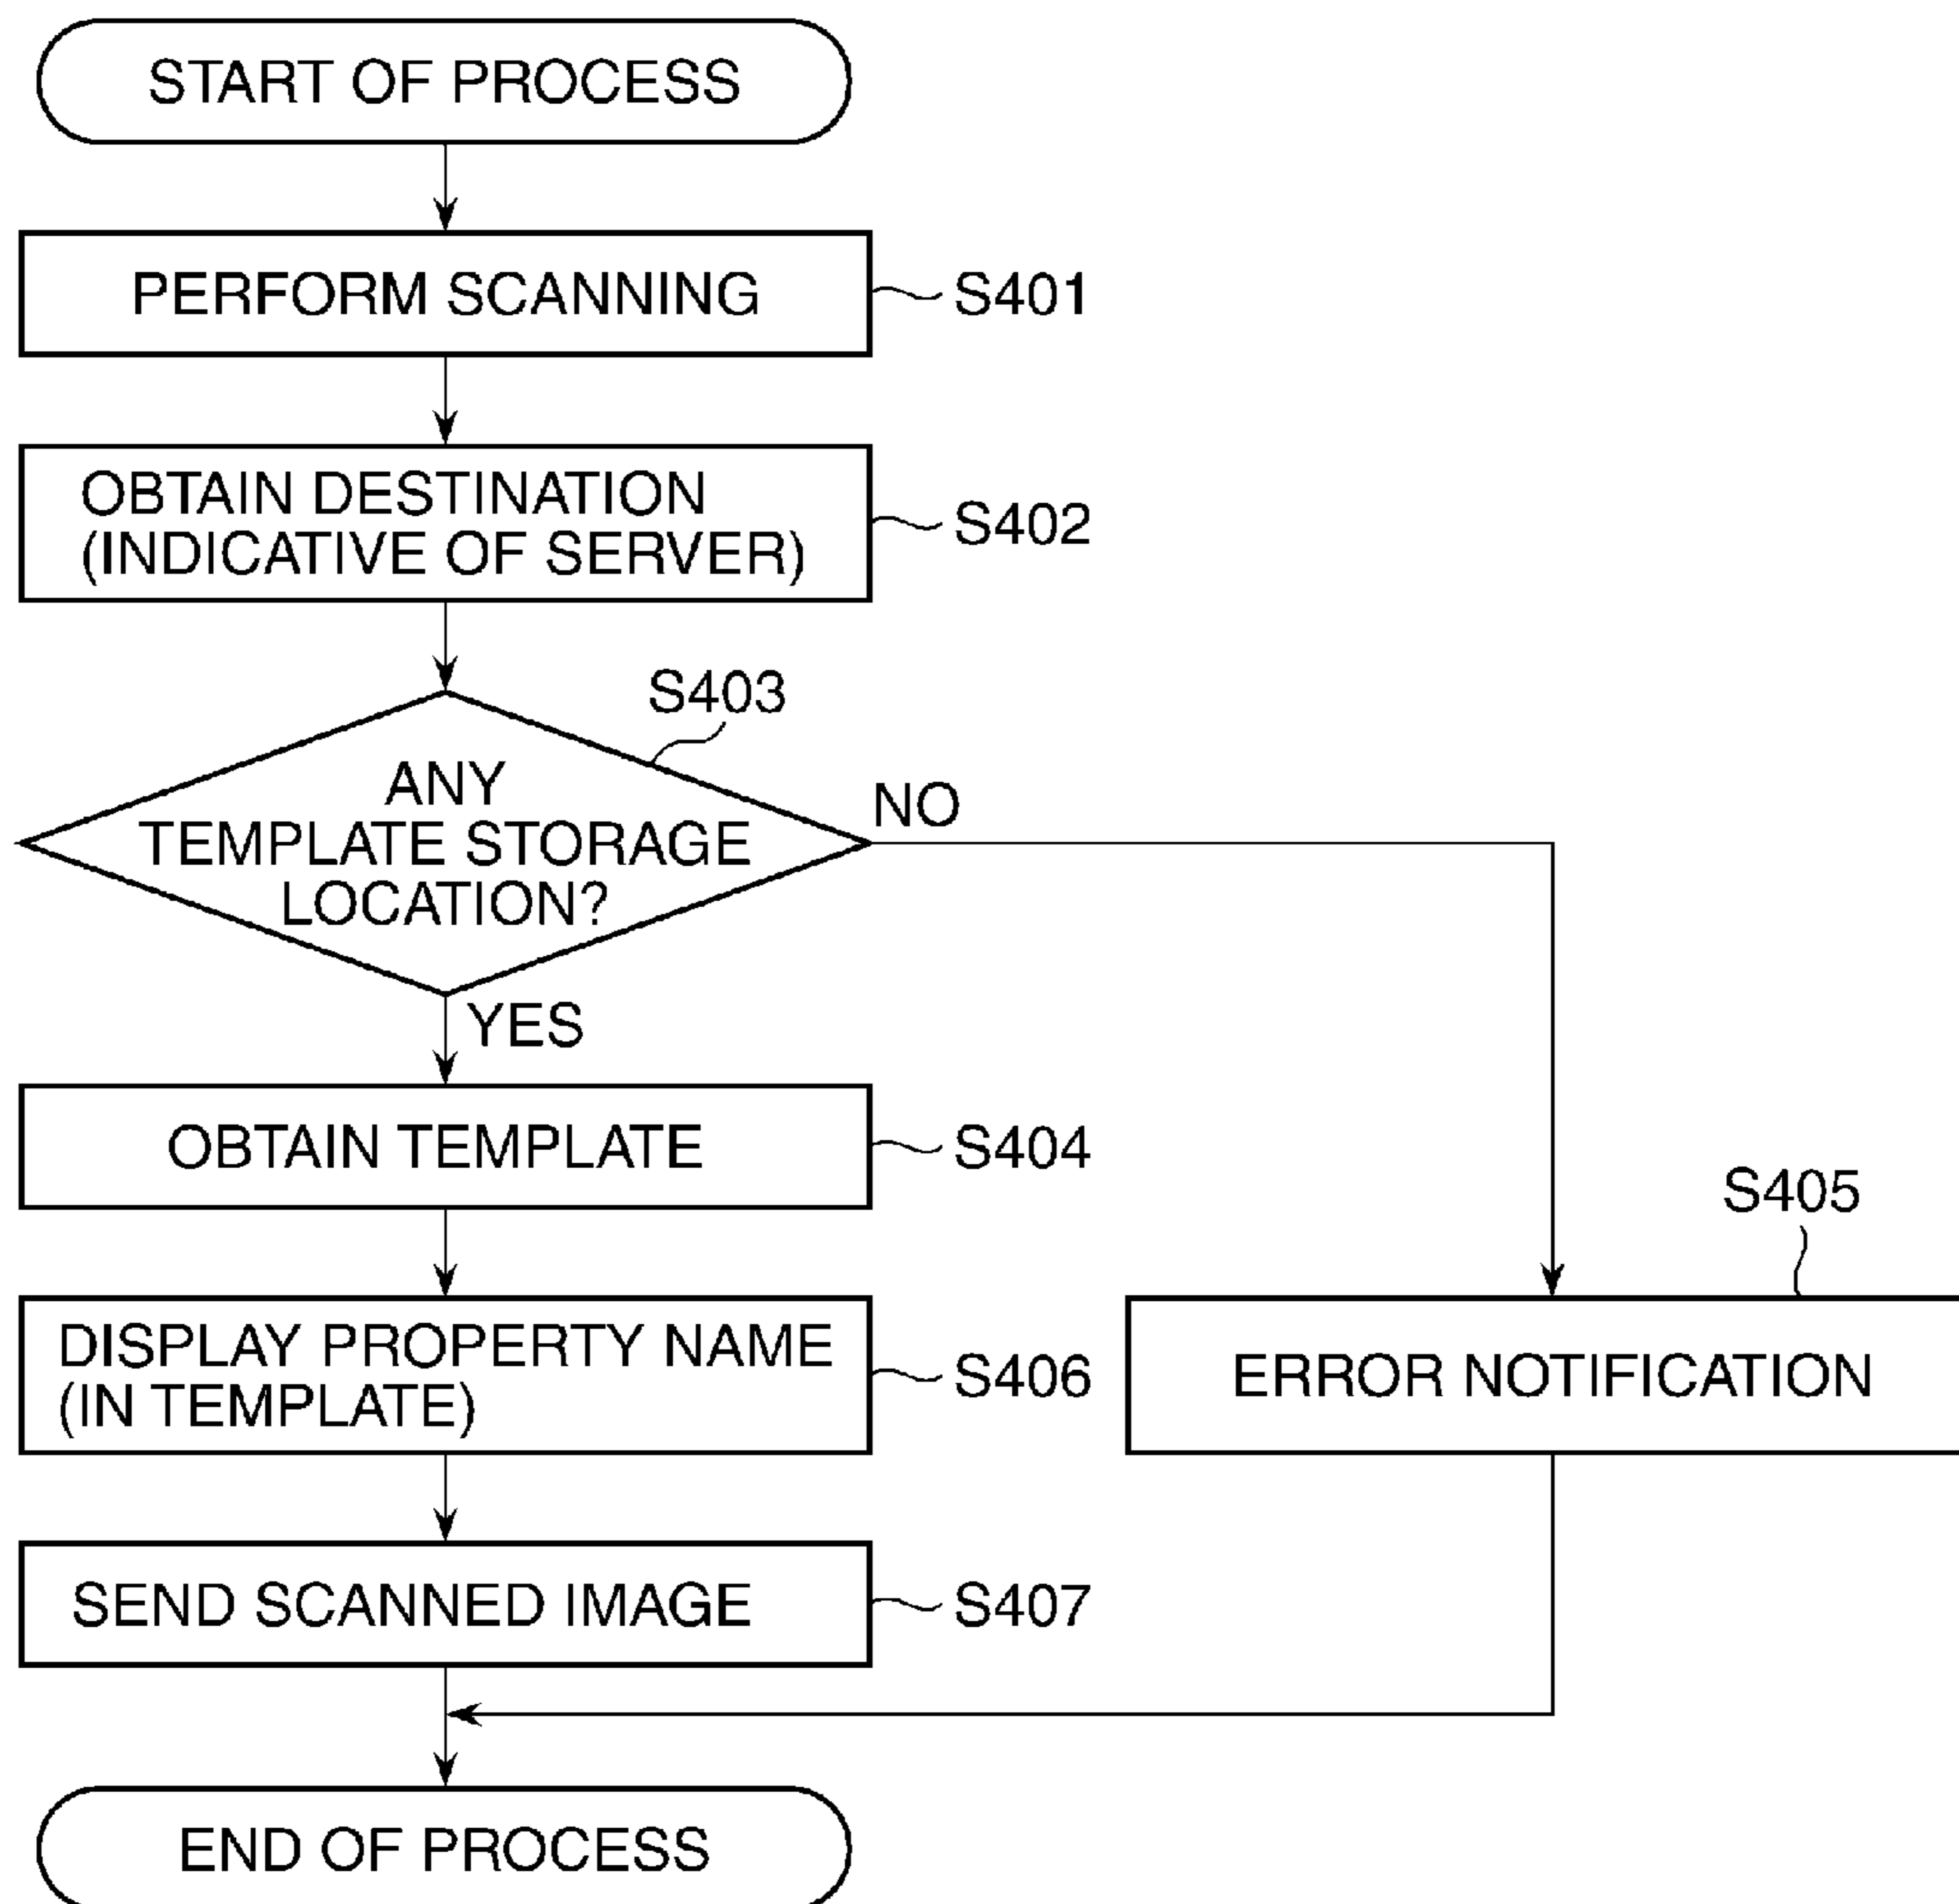 START OF PROCESS
PERFORM SCANNING
S401
OBTAIN DESTINATION
(INDICATIVE OF SERVER)
S402
S403
ANY
TEMPLATE STORAGE
LOCATION?
NO
YES
OBTAIN TEMPLATE
S404
S405
DISPLAY PROPERTY NAME
(IN TEMPLATE)
S406
ERROR NOTIFICATION
SEND SCANNED IMAGE
S407
END OF PROCESS